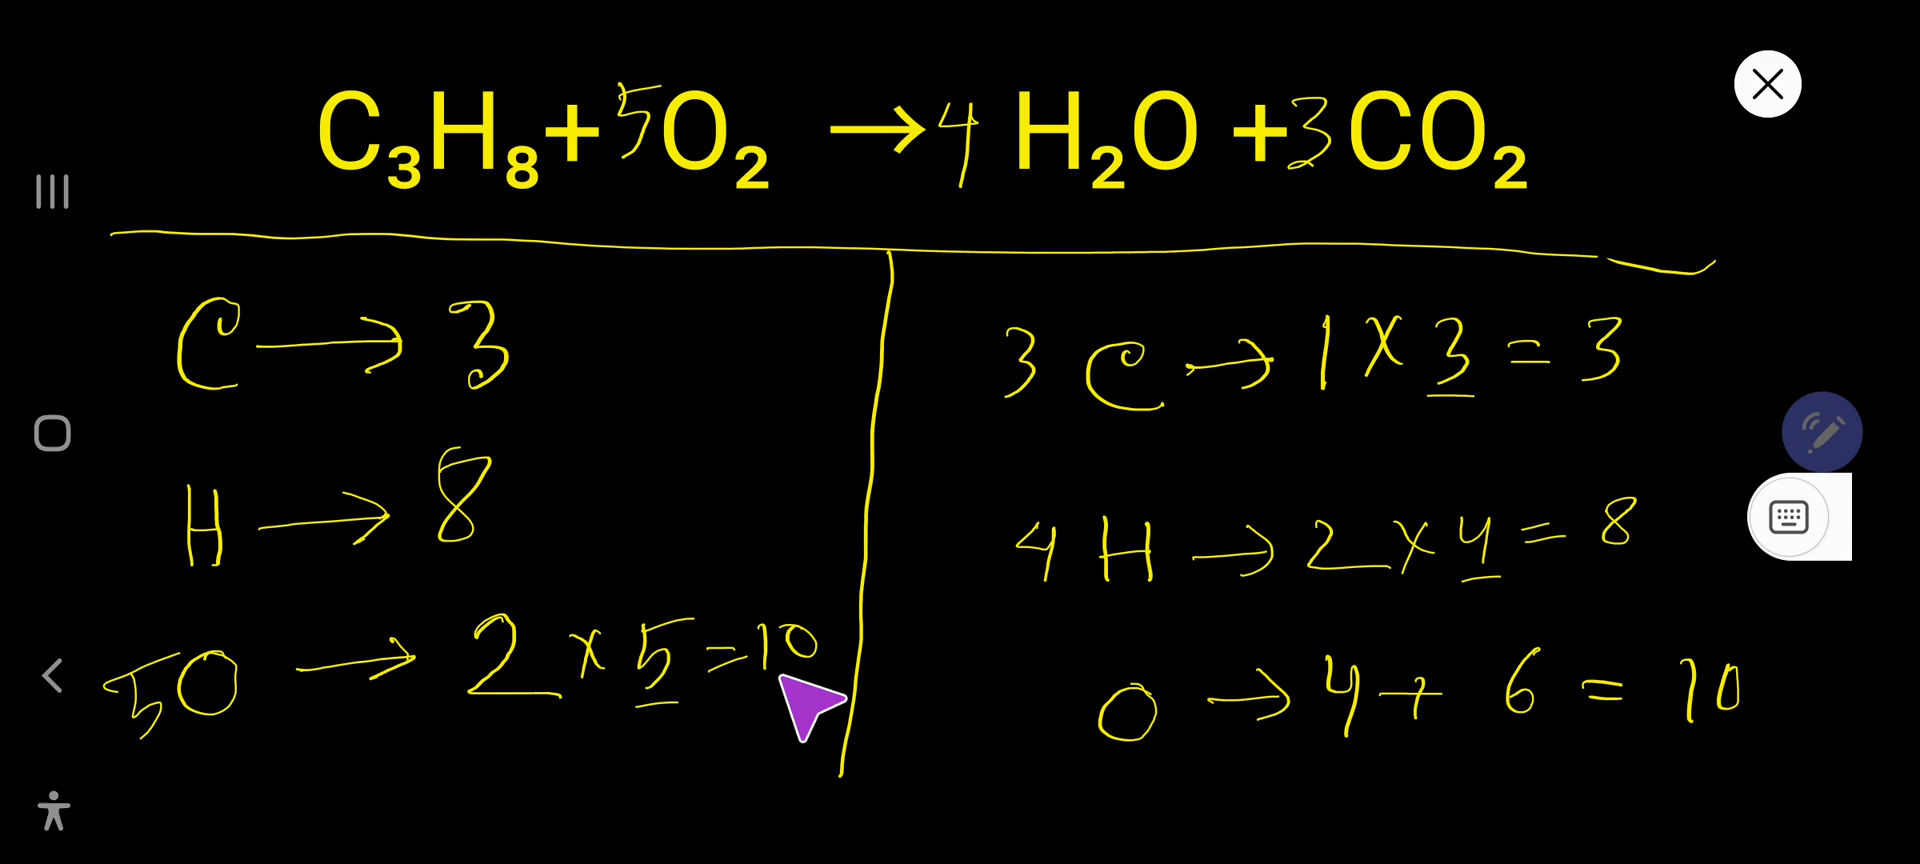 C₃H₈+5O₂ → 4 H₂O +3CO₂
C → 3
3 C → 1 × 3 = 3
H → 8
4 H → 2 × 4 = 8
5O → 2 × 5 = 10
O → 4 + 6 = 10